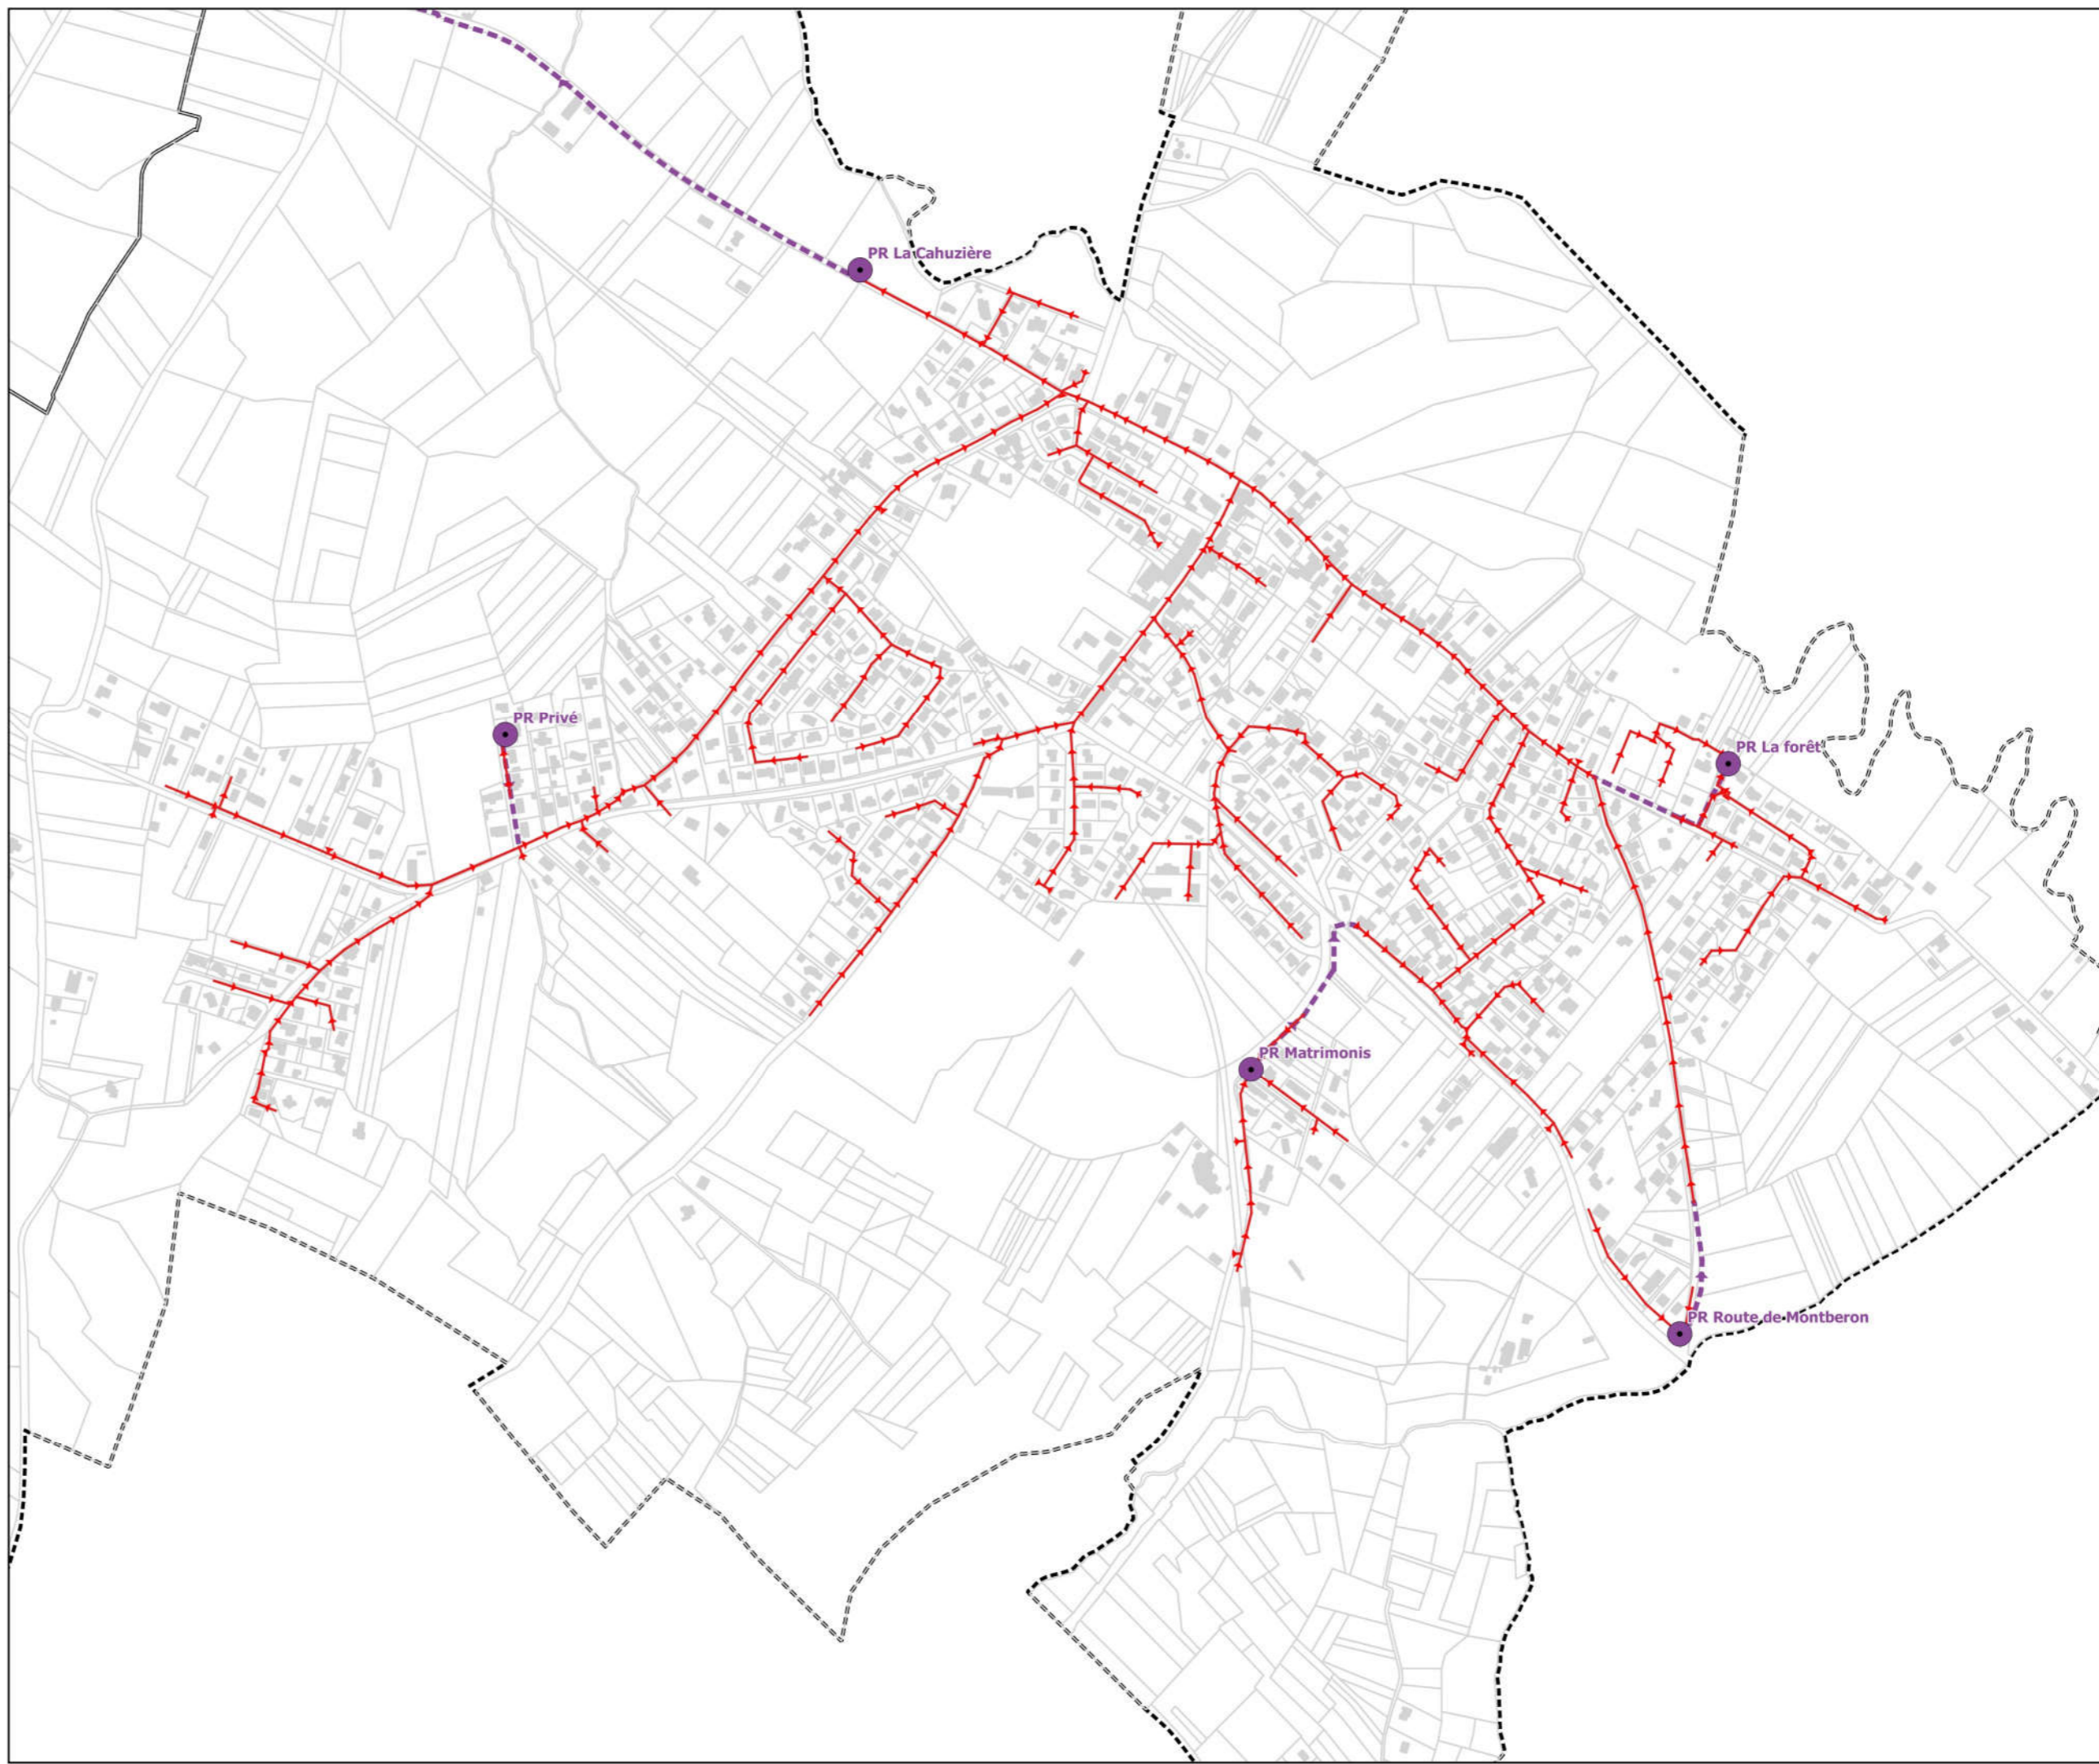 PR La Cahuzière
PR Privé
PR La forêt
PR Matrimonis
PR Route de Montberon